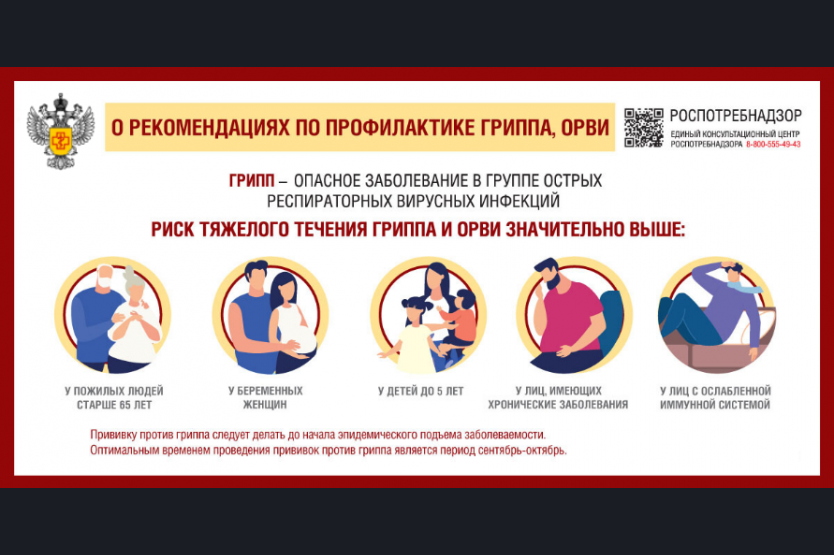 О РЕКОМЕНДАЦИЯХ ПО ПРОФИЛАКТИКЕ ГРИППА, ОРВИ
РОСПОТРЕБНАДЗОР
ЕДИНЫЙ КОНСУЛЬТАЦИОННЫЙ ЦЕНТР
РОСПОТРЕБНАДЗОРА 8-800-555-49-43
ГРИПП – ОПАСНОЕ ЗАБОЛЕВАНИЕ В ГРУППЕ ОСТРЫХ
РЕСПИРАТОРНЫХ ВИРУСНЫХ ИНФЕКЦИЙ
РИСК ТЯЖЕЛОГО ТЕЧЕНИЯ ГРИППА И ОРВИ ЗНАЧИТЕЛЬНО ВЫШЕ:
У ПОЖИЛЫХ ЛЮДЕЙ
СТАРШЕ 65 ЛЕТ
У БЕРЕМЕННЫХ
ЖЕНЩИН
У ДЕТЕЙ ДО 5 ЛЕТ
У ЛИЦ, ИМЕЮЩИХ
ХРОНИЧЕСКИЕ ЗАБОЛЕВАНИЯ
У ЛИЦ С ОСЛАБЛЕННОЙ
ИММУННОЙ СИСТЕМОЙ
Прививку против гриппа следует делать до начала эпидемического подъема заболеваемости.
Оптимальным временем проведения прививок против гриппа является период сентябрь-октябрь.